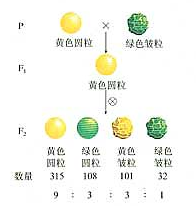 P ×
黄色圆粒 绿色皱粒
F₁
黄色圆粒
⊗
F₂
黄色圆粒 绿色圆粒 黄色皱粒 绿色皱粒
数量 315 108 101 32
9 : 3 : 3 : 1